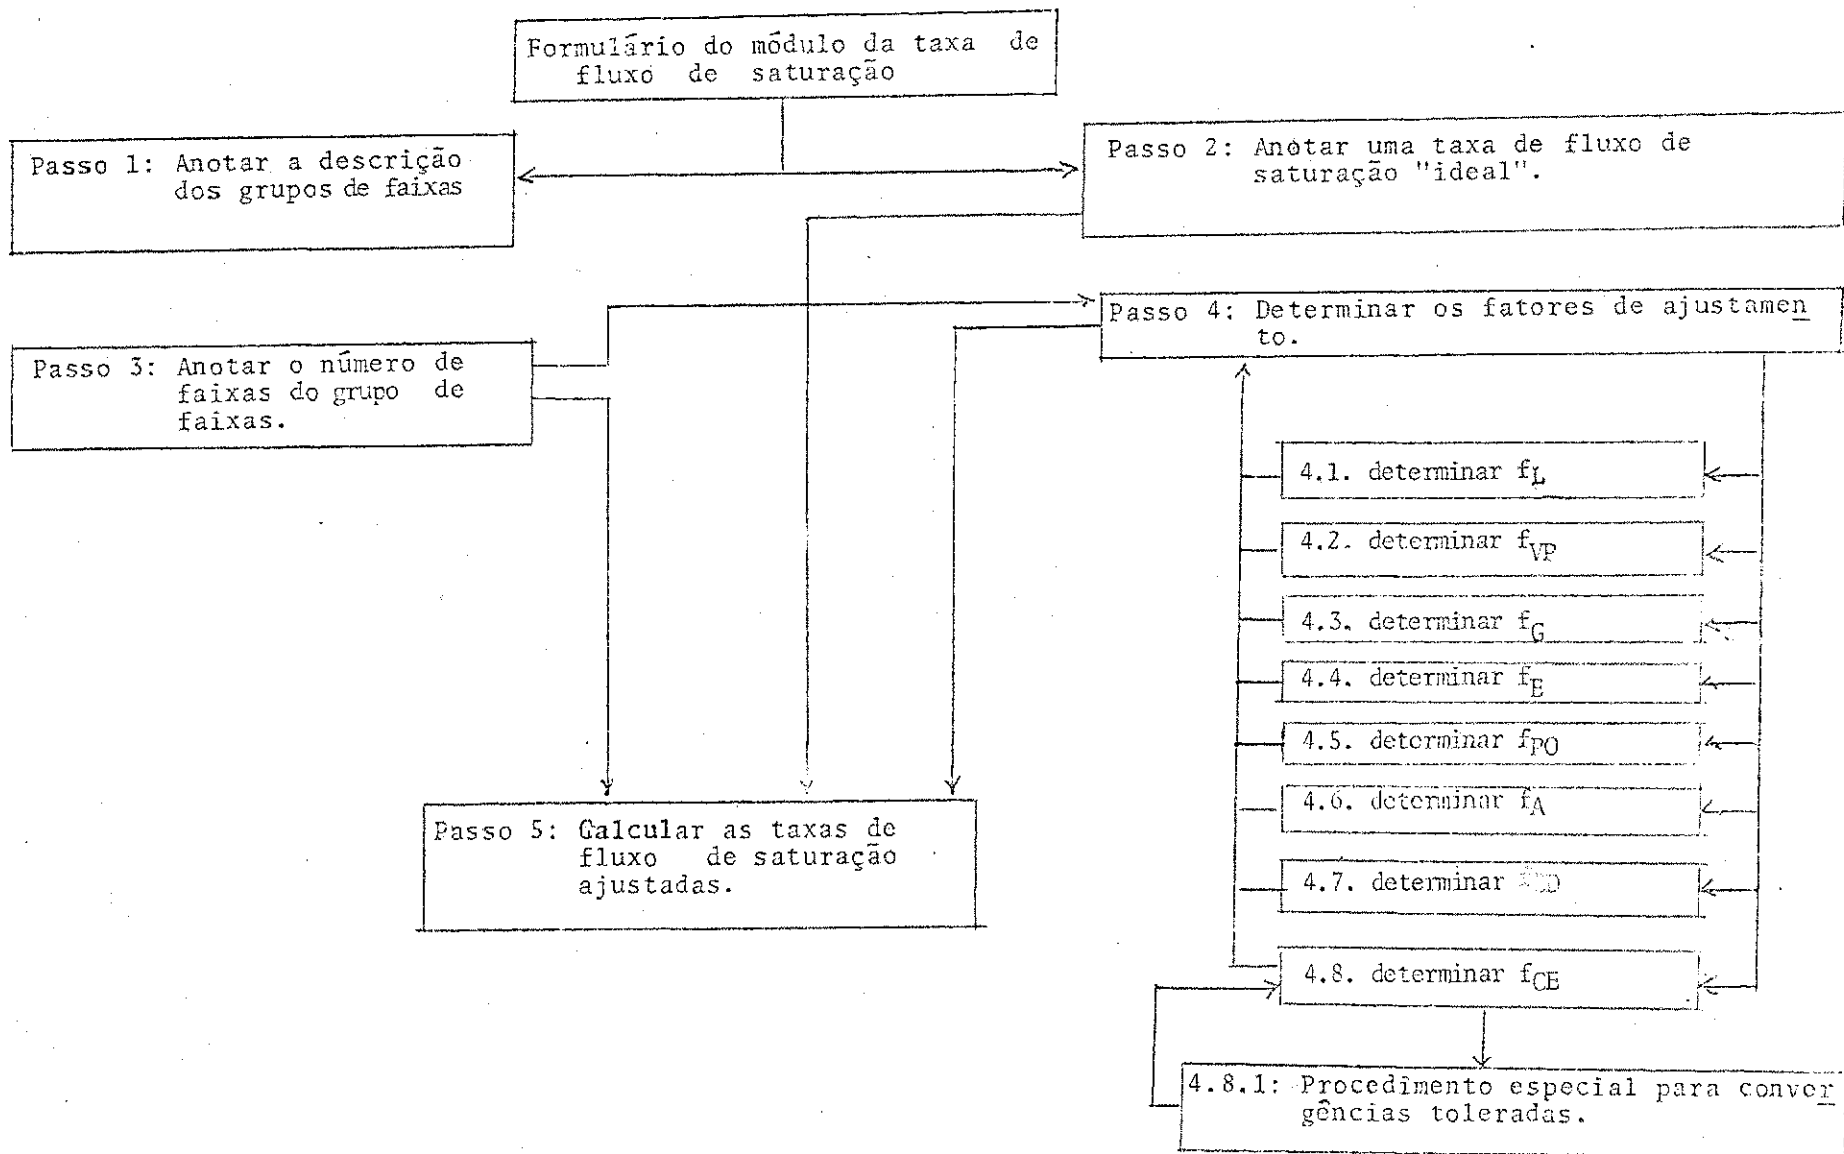 Formulário do módulo da taxa de
fluxo de saturação
Passo 1: Anotar a descrição
dos grupos de faixas
Passo 2: Anotar uma taxa de fluxo de
saturação "ideal".
Passo 3: Anotar o número de
faixas do grupo de
faixas.
Passo 4: Determinar os fatores de ajustamen
to.
4.1. determinar fL
4.2. determinar fVP
4.3. determinar fG
4.4. determinar fE
4.5. determinar fPO
4.6. determinar fA
4.7. determinar
4.8. determinar fCE
4.8.1: Procedimento especial para conver
gências toleradas.
Passo 5: Calcular as taxas de
fluxo de saturação
ajustadas.